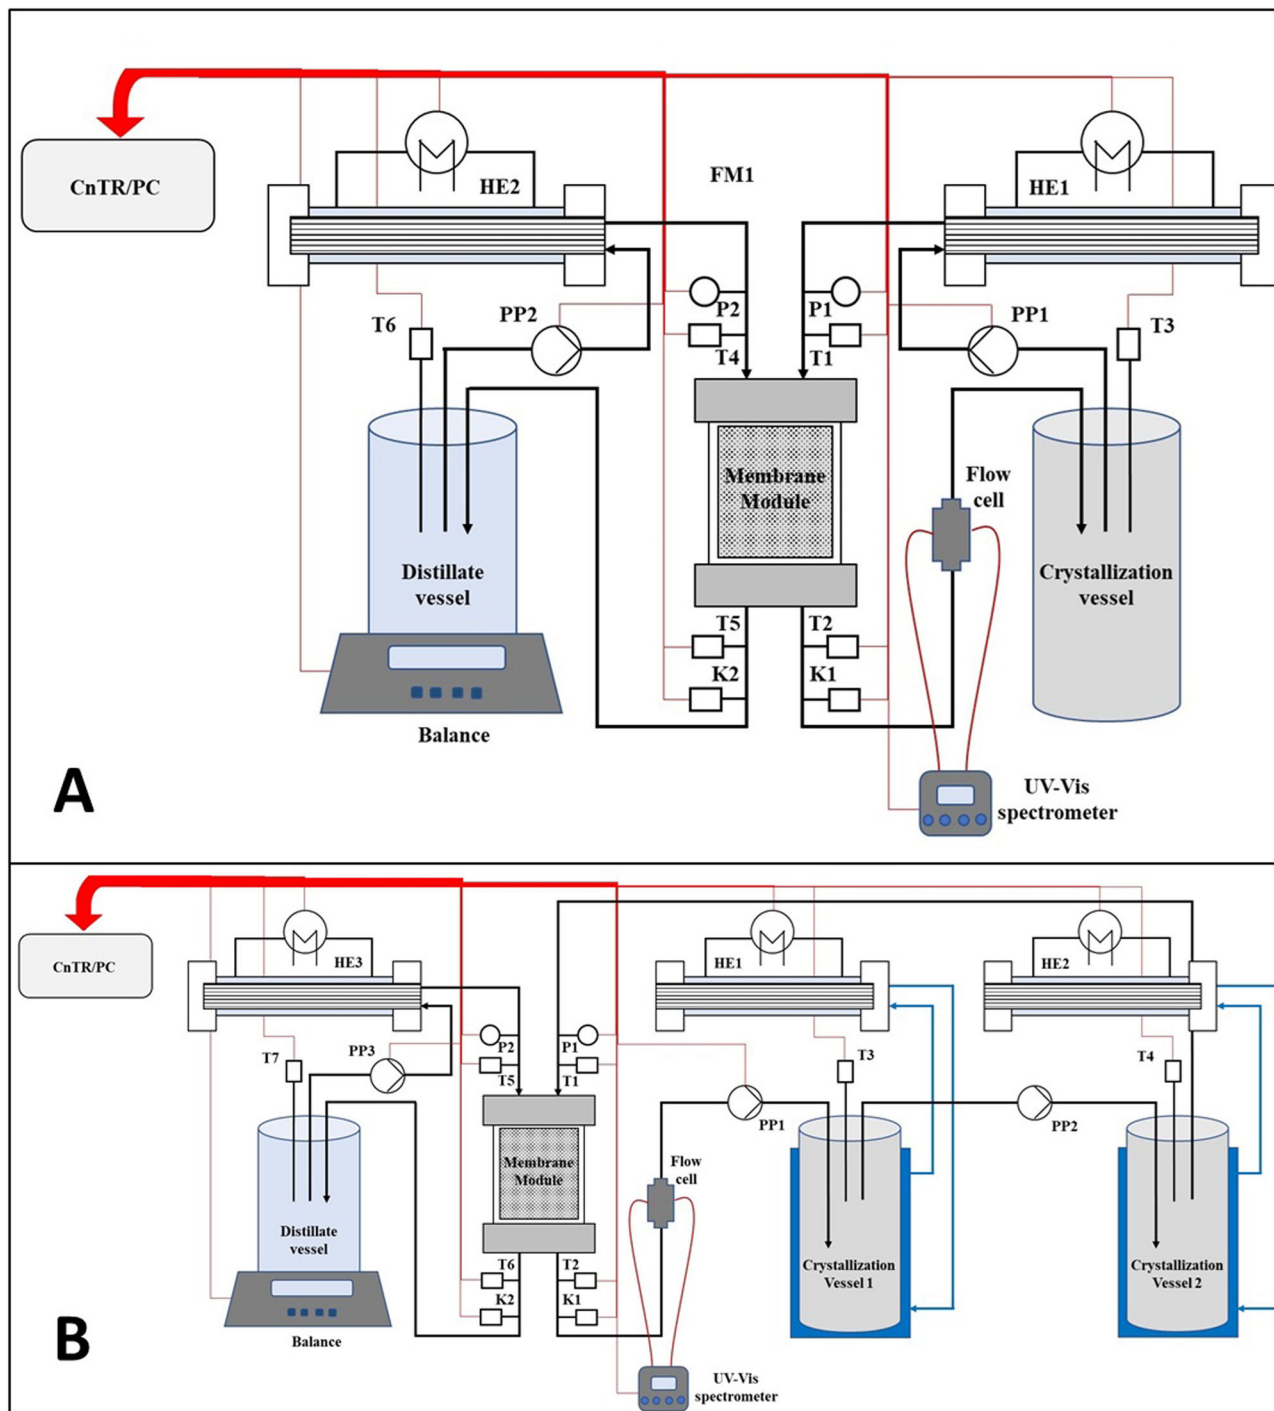 FM1
CnTR/PC
HE2
HE1
P2
P1
T6
PP2
PP1
T3
T4
T1
Membrane
Module
Flow
cell
Distillate
vessel
Crystallization
vessel
T5
T2
K2
K1
Balance
UV-Vis
spectrometer
A
CnTR/PC
HE3
HE1
HE2
P2
P1
T7
PP3
T5
T1
T3
T4
PP1
PP2
Membrane
Module
Flow
cell
Distillate
vessel
Crystallization
Vessel 1
Crystallization
Vessel 2
T6
T2
K2
K1
Balance
UV-Vis
spectrometer
B